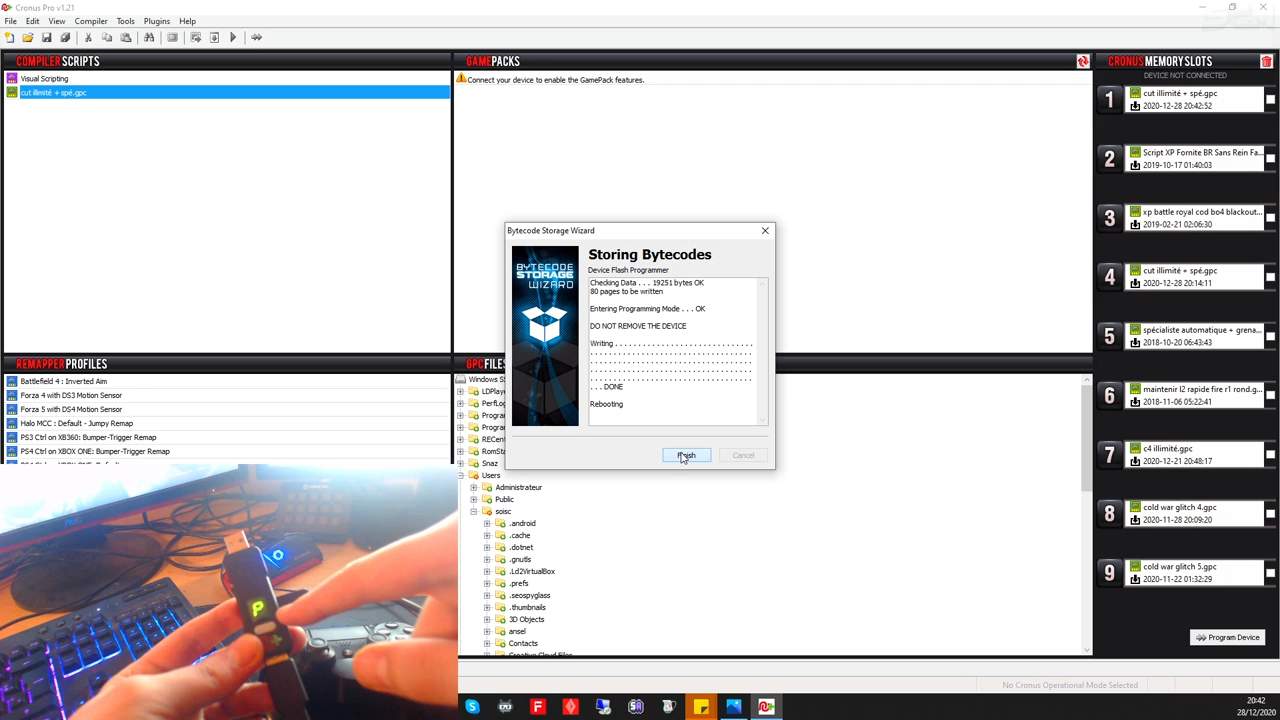 Cronus Pro v1.21
File Edit View Compiler Tools Plugins Help
COMPILER SCRIPTS
GAMEPACKS
CRONUS MEMORY SLOTS
DEVICE NOT CONNECTED
Visual Scripting
cut illimité + spé.gpc
Connect your device to enable the GamePack features.
1
cut illimité + spé.gpc
2020-12-28 20:42:52
2
Script XP Fornite BR Sans Rein Fa...
2019-10-17 01:40:03
3
xp battle royal cod bo4 blackout...
2019-02-21 02:06:30
4
cut illimité + spé.gpc
2020-12-28 20:14:11
5
spécialiste automatique + grena...
2018-10-20 06:43:43
6
maintenir l2 rapide fire r1 rond.g...
2018-11-06 05:22:41
7
c4 illimité.gpc
2020-12-21 20:48:17
8
cold war glitch 4.gpc
2020-11-28 20:09:20
9
cold war glitch 5.gpc
2020-11-22 01:32:29
Program Device
Bytecode Storage Wizard
BYTECODE
STORAGE
WIZARD
Storing Bytecodes
Device Flash Programmer
Checking Data . . . 19251 bytes OK
80 pages to be written
Entering Programming Mode . . . OK
DO NOT REMOVE THE DEVICE
Writing . . . . . . . . . . . . . . . . . . . . . . . .
. . . . . . . . . . . . . . . . . . . . . . . . . . . .
. . . . . . . . . . . . . . . . . . . . . . . . . . . .
. . . . . . . . . . . . . . . . . . . . . . . . . . . .
. . . . . . . . . . . . . . . . . . . . . . . . . . . .
. . . DONE
Rebooting
Finish Cancel
REMAPPER PROFILES
Battlefield 4 : Inverted Aim
Forza 4 with DS3 Motion Sensor
Forza 5 with DS4 Motion Sensor
Halo MCC : Default - Jumpy Remap
PS3 Ctrl on XB360: Bumper-Trigger Remap
PS4 Ctrl on XBOX ONE: Bumper-Trigger Remap
GPC FILES
Windows S
LDPlaye
PerfLog
Progra
Progra
RECen
RomSta
Snaz
Users
Administrateur
Public
soisc
.android
.cache
.dotnet
.gnutls
.Ld2VirtualBox
.prefs
.seospyglass
.thumbnails
3D Objects
ansel
Contacts
P
No Cronus Operational Mode Selected
20:42
28/12/2020